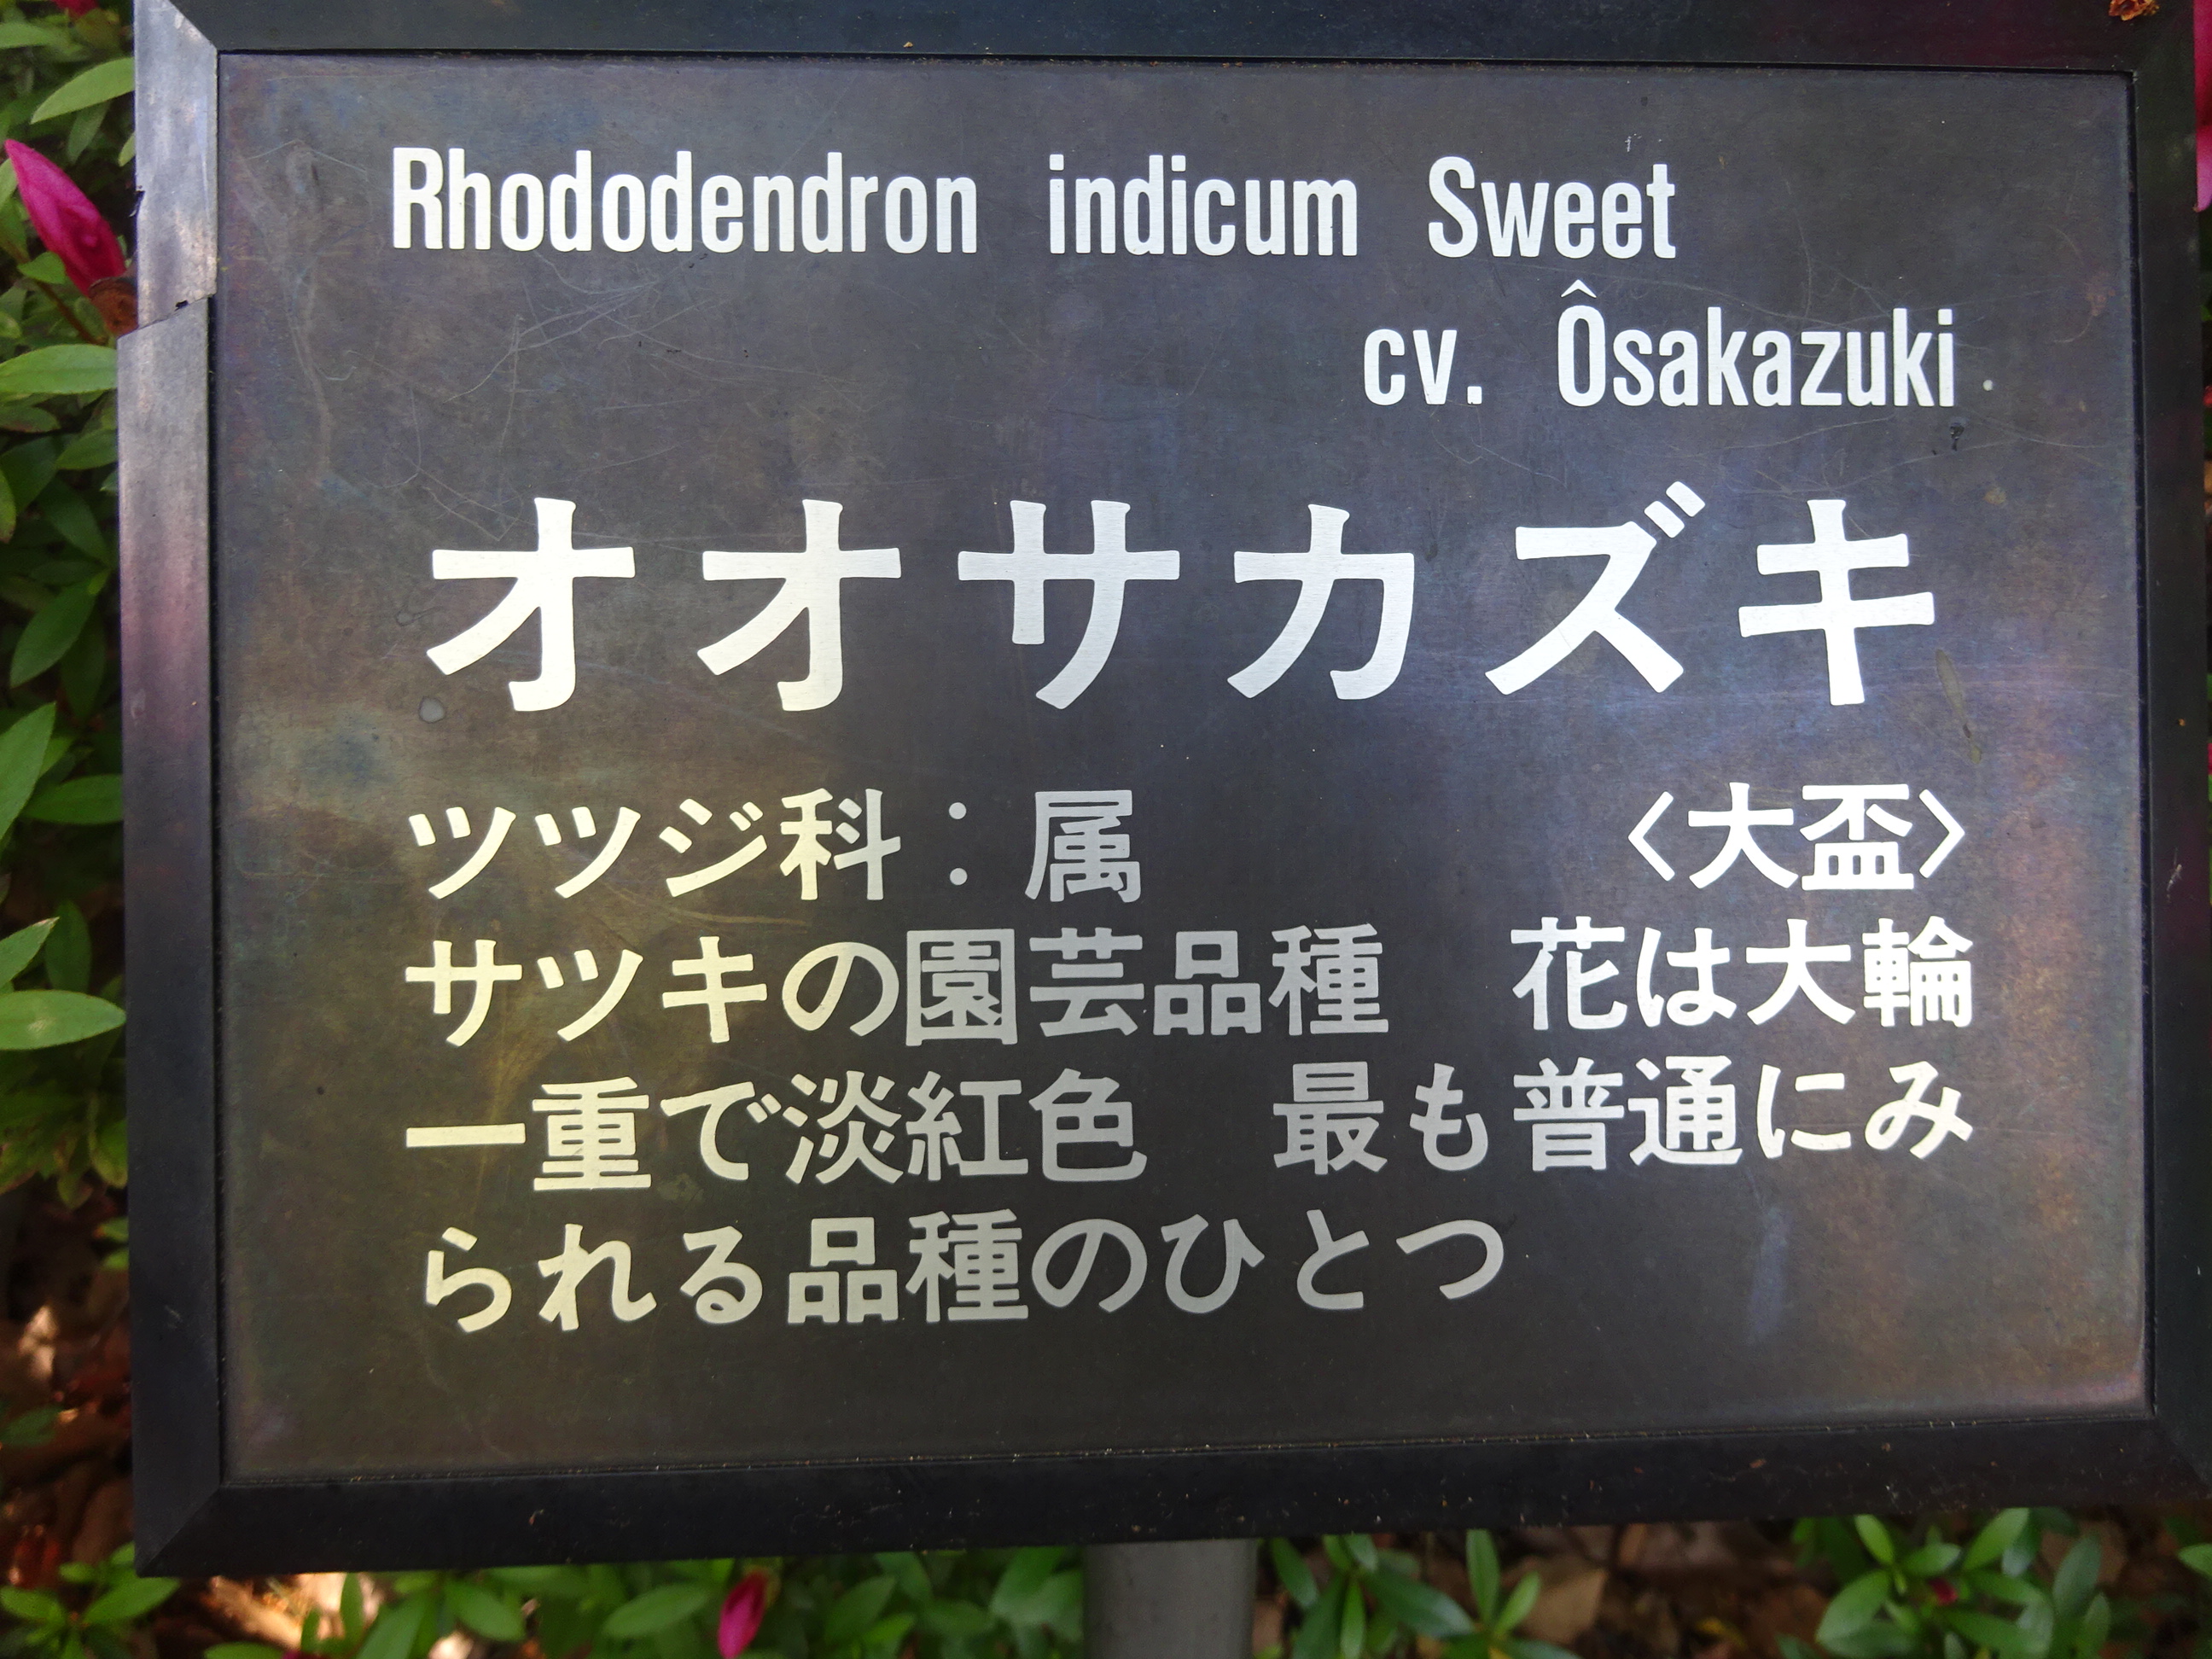 Rhododendron indicum Sweet
cv. Ôsakazuki
オオサカズキ
ツツジ科：属 〈大盃〉
サツキの園芸品種 花は大輪
一重で淡紅色 最も普通にみ
られる品種のひとつ